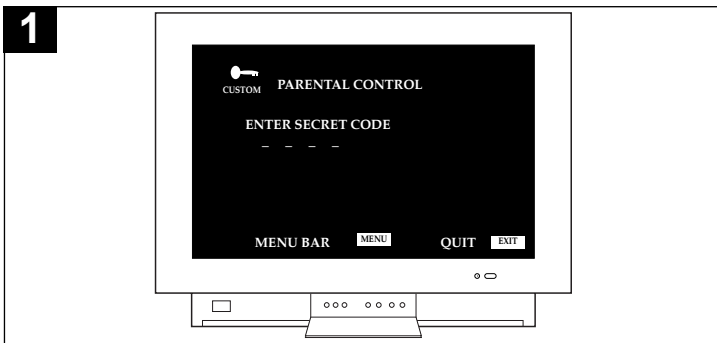 1
PARENTAL CONTROL
CUSTOM
ENTER SECRET CODE
_ _ _ _
MENU BAR MENU QUIT EXIT